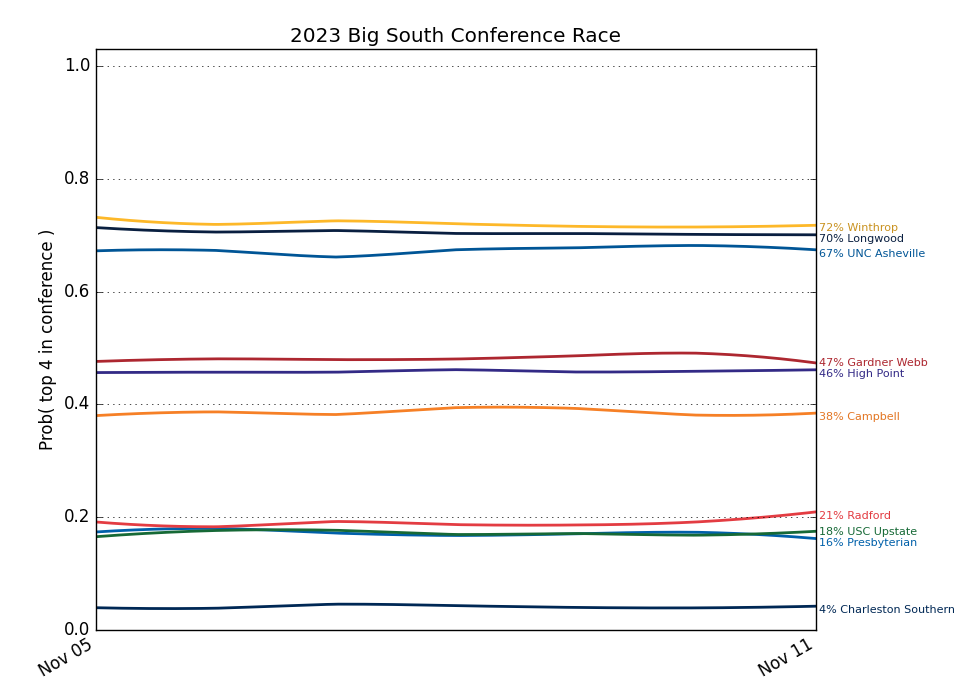 2023 Big South Conference Race
1.0
0.8
0.6
0.4
0.2
0.0
Prob( top 4 in conference )
Nov 05
Nov 11
72% Winthrop
70% Longwood
67% UNC Asheville
47% Gardner Webb
46% High Point
38% Campbell
21% Radford
18% USC Upstate
16% Presbyterian
4% Charleston Southern